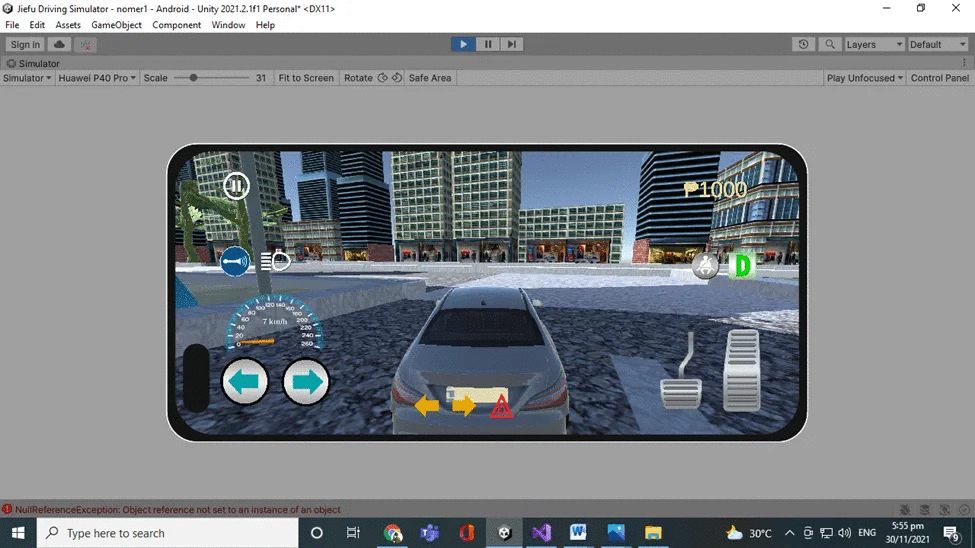 Jiefu Driving Simulator - nomer1 - Android - Unity 2021.2.1f1 Personal* <DX11>
File Edit Assets GameObject Component Window Help
Sign in
Layers
Default
Simulator
Simulator
Huawei P40 Pro
Scale
31
Fit to Screen
Rotate
Safe Area
Play Unfocused
Control Panel
₱1000
D
0 20 40 60 80 100 120 140 160 180 200 220 240 260
7 km/h
NullReferenceException: Object reference not set to an instance of an object
Type here to search
30°C
ENG
5:55 pm
30/11/2021
9